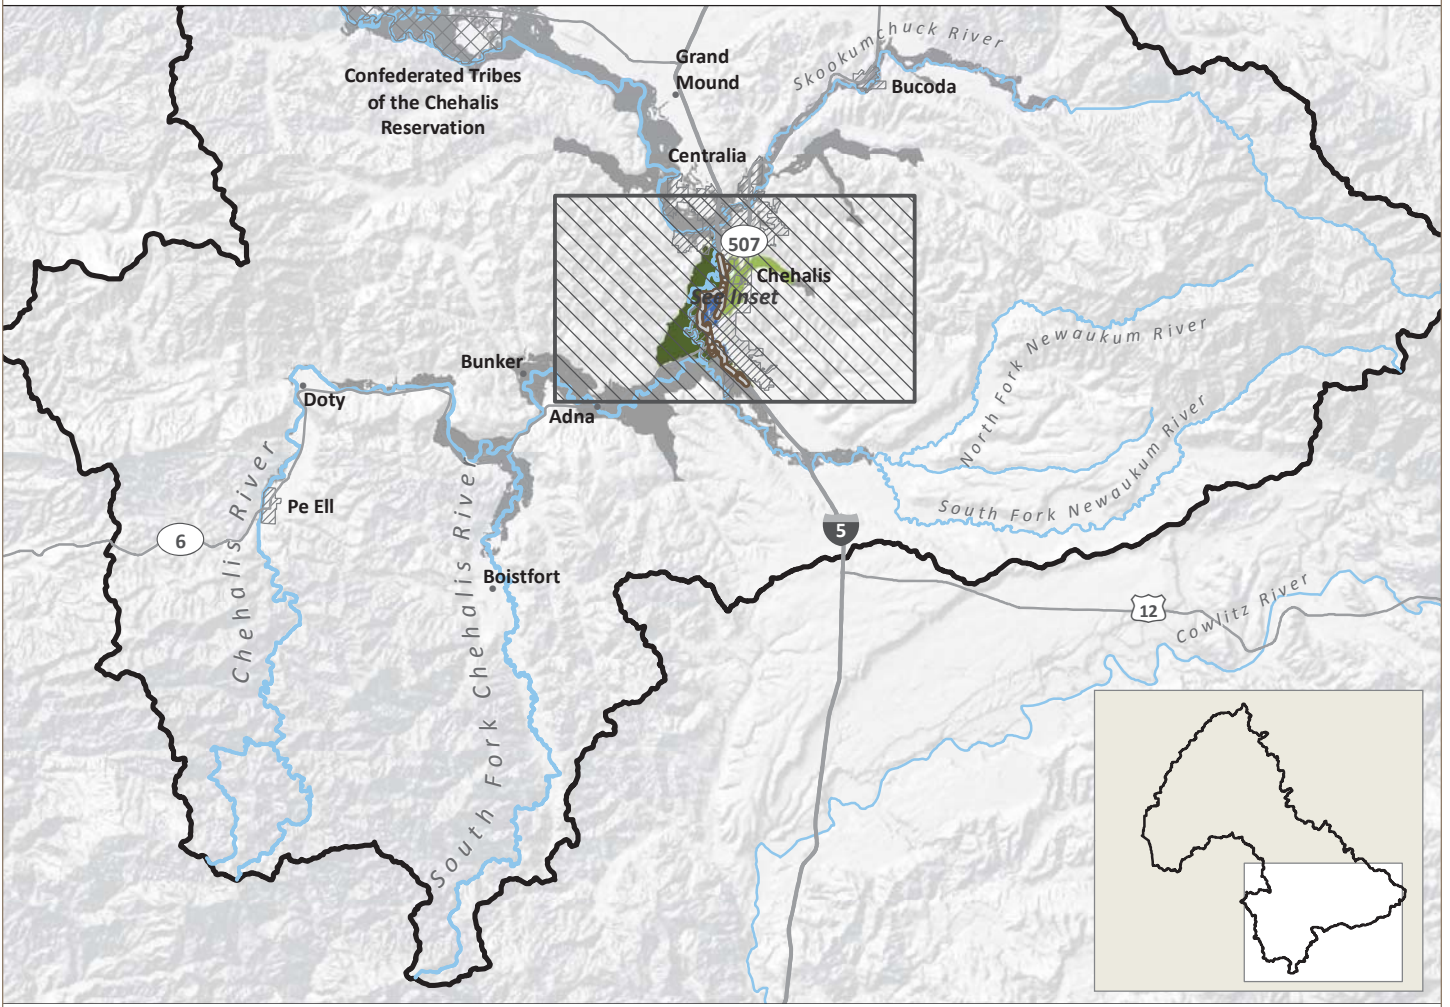 Skookumchuck River
Grand
Mound
Confederated Tribes
of the Chehalis
Reservation
Bucoda
Centralia
507
Chehalis
See Inset
North Fork Newaukum River
Bunker
Doty
Adna
South Fork Newaukum River
Chehalis River
South Fork Chehalis River
Pe Ell
6
5
Boistfort
12
Cowlitz River